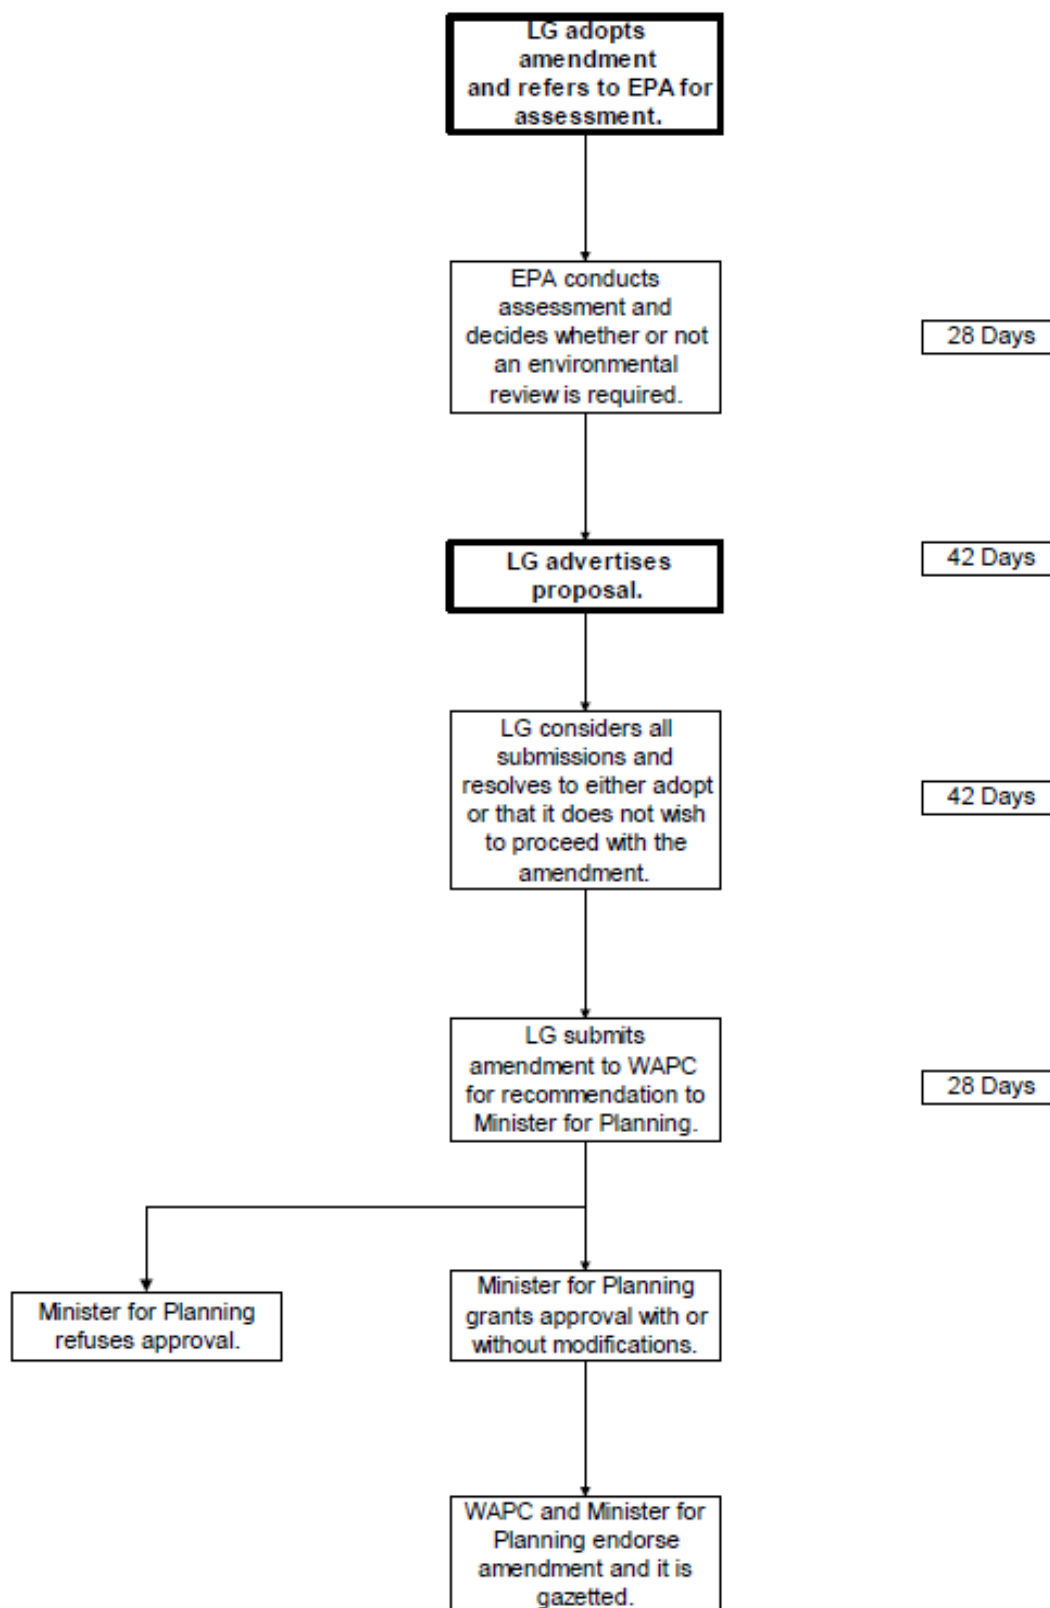 LG adopts
amendment
and refers to EPA for
assessment.
EPA conducts
assessment and
decides whether or not
an environmental
review is required.
28 Days
LG advertises
proposal.
42 Days
LG considers all
submissions and
resolves to either adopt
or that it does not wish
to proceed with the
amendment.
42 Days
LG submits
amendment to WAPC
for recommendation to
Minister for Planning.
28 Days
Minister for Planning
refuses approval.
Minister for Planning
grants approval with or
without modifications.
WAPC and Minister for
Planning endorse
amendment and it is
gazetted.